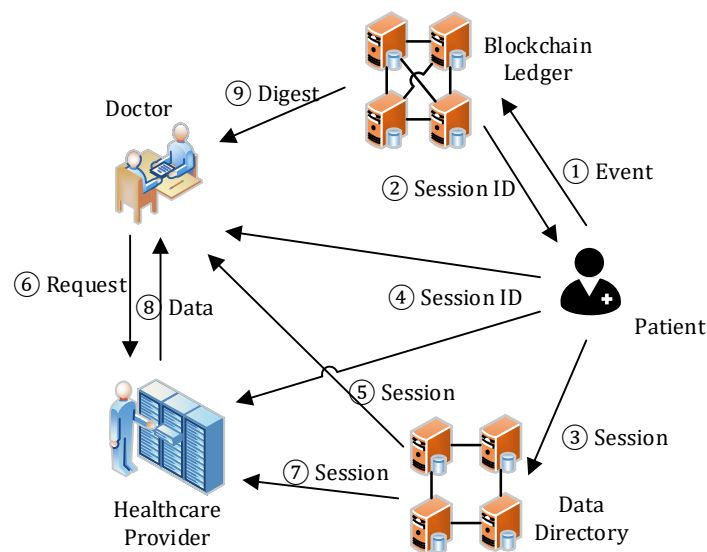 Blockchain
Ledger
⑨ Digest
Doctor
① Event
② Session ID
⑥ Request
④ Session ID
⑧ Data
Patient
⑤ Session
③ Session
⑦ Session
Healthcare
Provider
Data
Directory